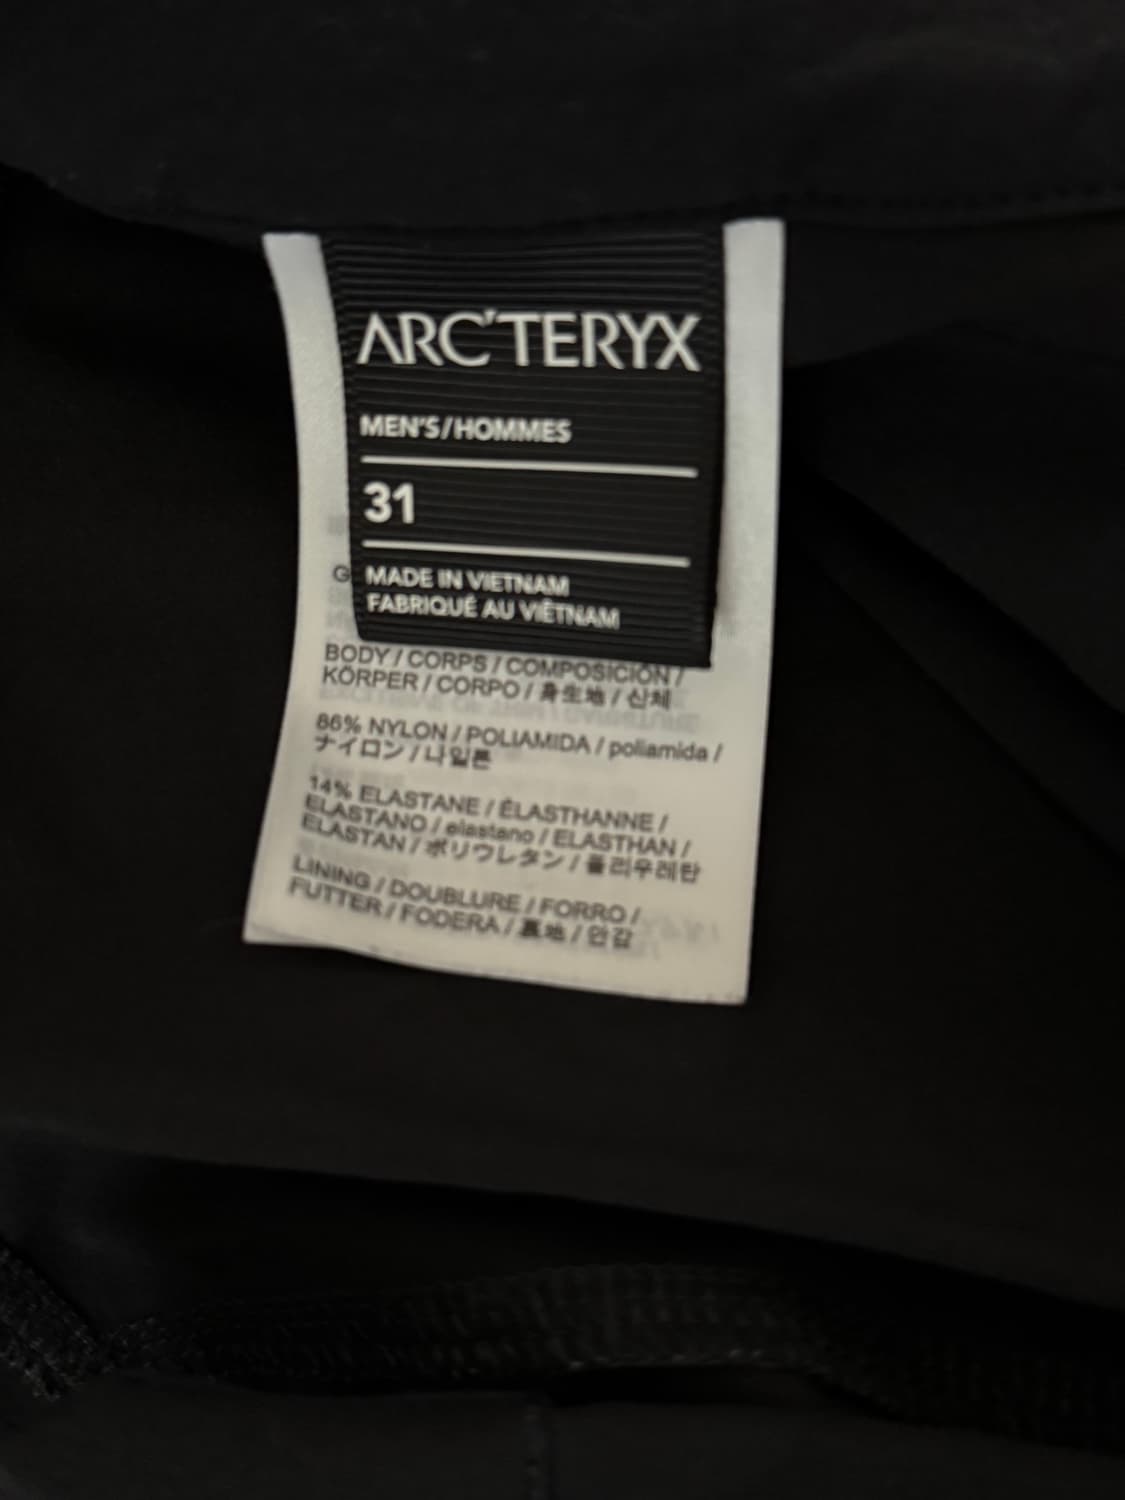 ARC'TERYX
MEN'S/HOMMES
31
G
MADE IN VIETNAM
FABRIQUÉ AU VIÊTNAM
BODY / CORPS / COMPOSICIÓN /
KÖRPER / CORPO / 身生地 / 신체
86% NYLON / POLIAMIDA / poliamida /
ナイロン / 나일론
14% ELASTANE / ÉLASTHANNE /
ELASTANO / elastano / ELASTHAN /
ELASTAN / ポリウレタン / 폴리우레탄
LINING / DOUBLURE / FORRO /
FUTTER / FODERA / 裏地 / 안감